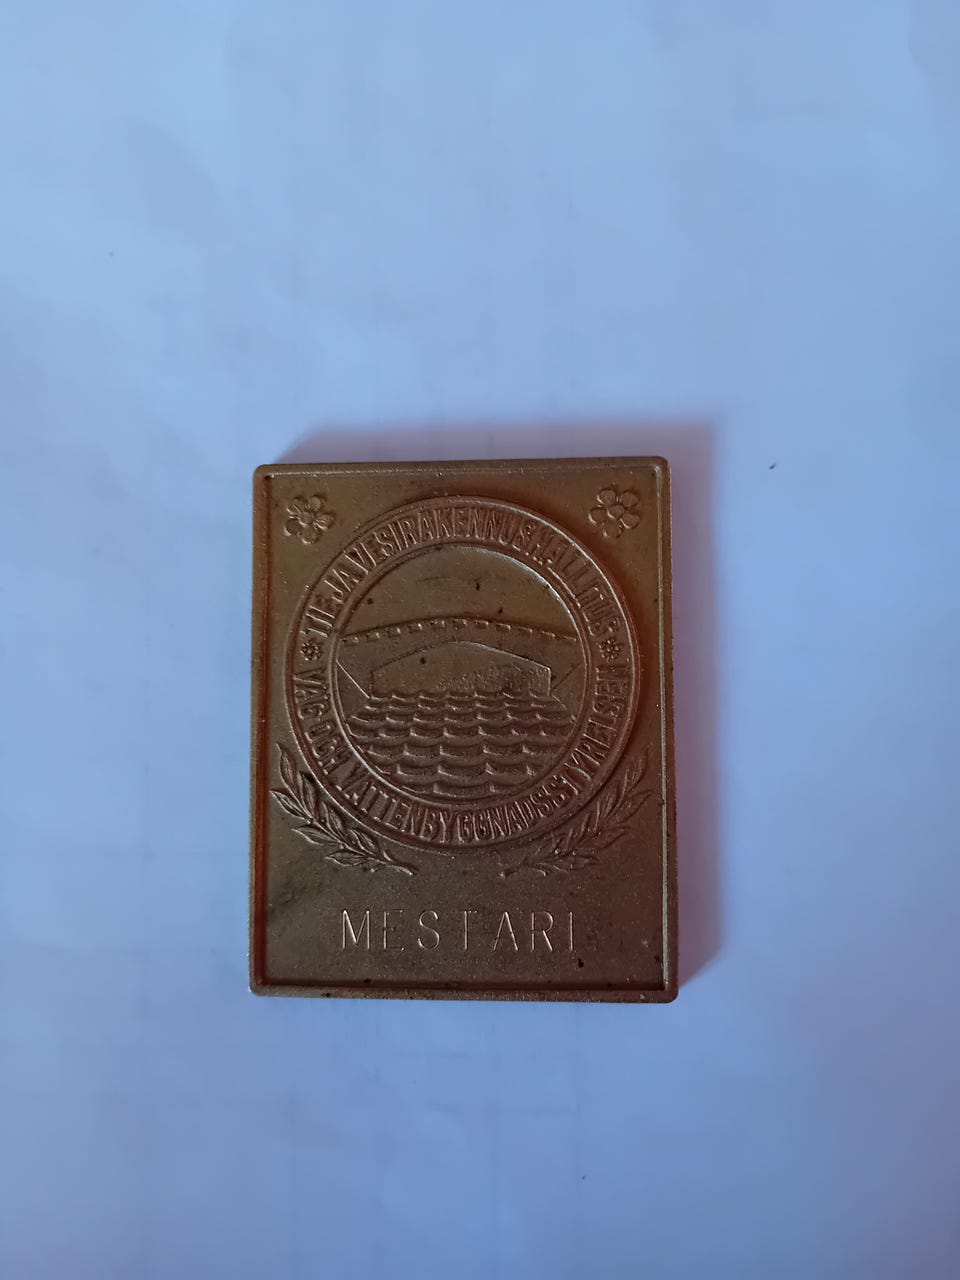 TIE JA VESIRAKENNUSHALLITUS
VÄG OCH VATTENBYGGNADSSTYRELSEN
MESTARI